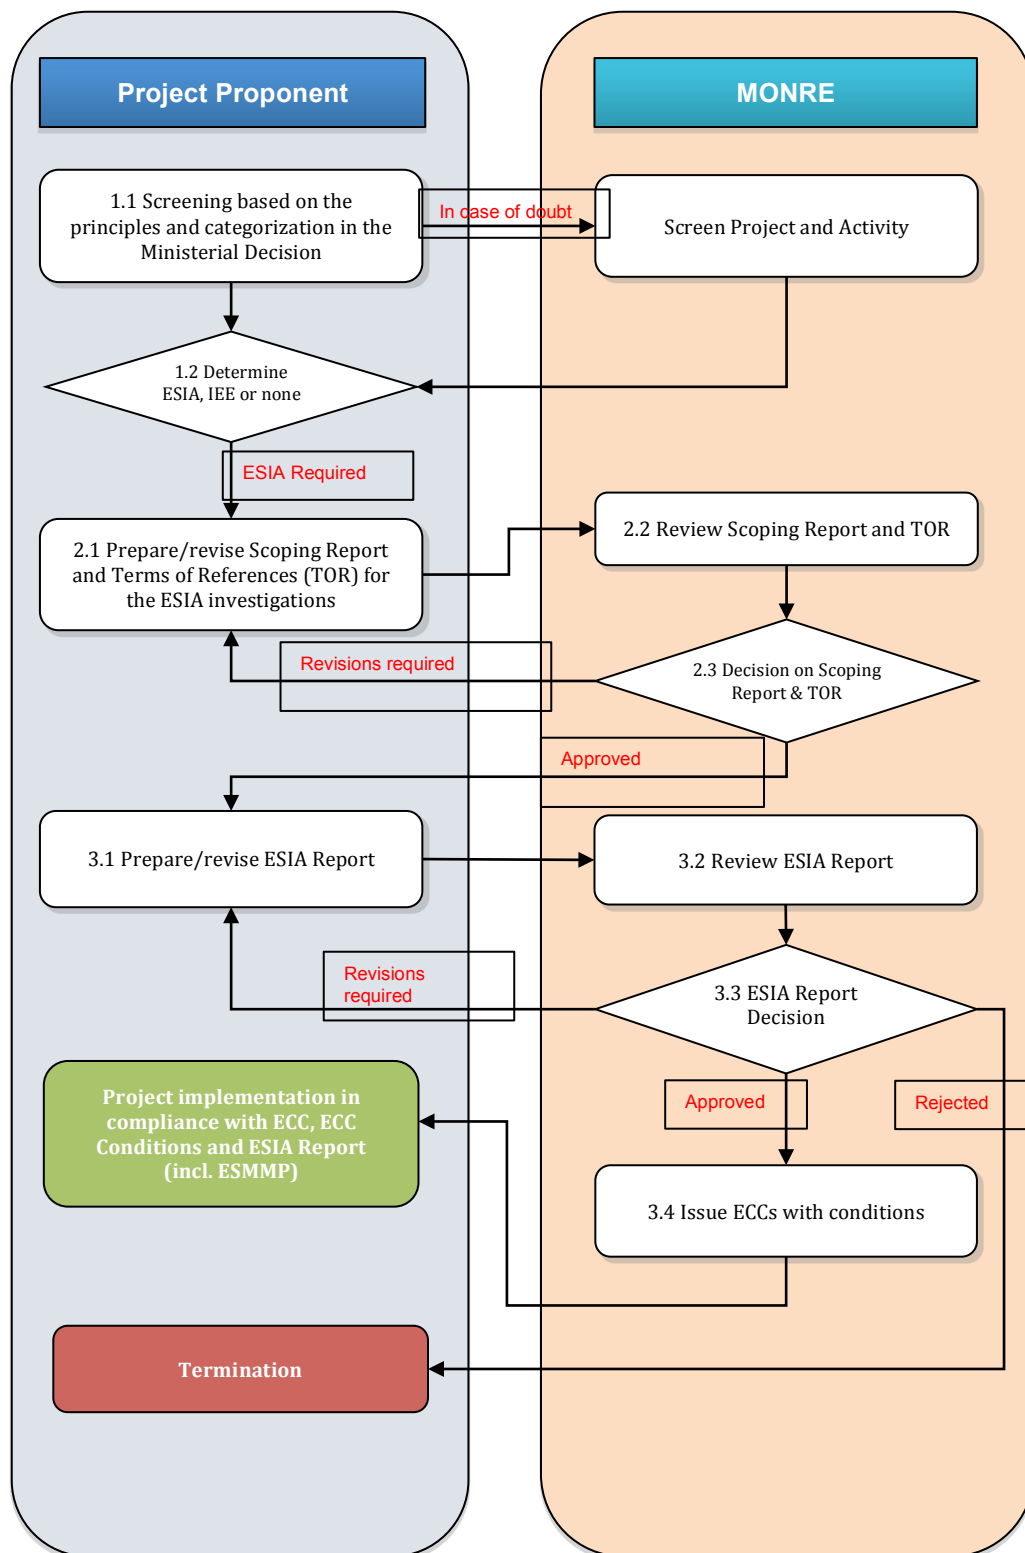 Project Proponent
MONRE
1.1 Screening based on the
principles and categorization in the
Ministerial Decision
In case of doubt
Screen Project and Activity
1.2 Determine
ESIA, IEE or none
ESIA Required
2.1 Prepare/revise Scoping Report
and Terms of References (TOR) for
the ESIA investigations
2.2 Review Scoping Report and TOR
Revisions required
2.3 Decision on Scoping
Report & TOR
Approved
3.1 Prepare/revise ESIA Report
3.2 Review ESIA Report
Revisions
required
3.3 ESIA Report
Decision
Project implementation in
compliance with ECC, ECC
Conditions and ESIA Report
(incl. ESMMP)
Approved
Rejected
3.4 Issue ECCs with conditions
Termination